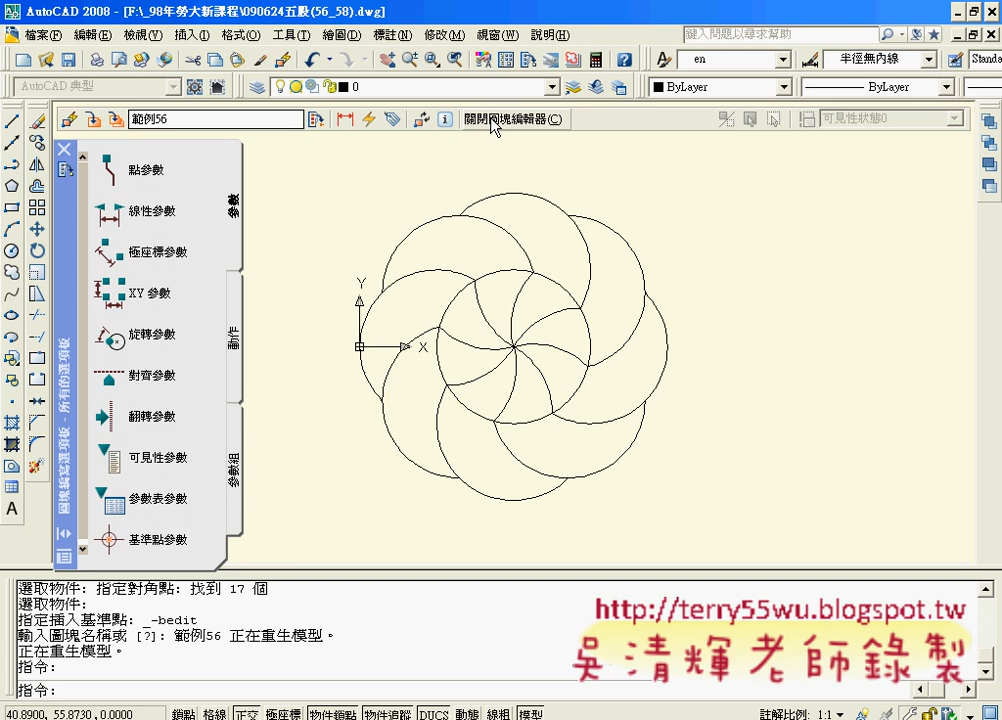 AutoCAD 2008 - [F:\_98年勞大新課程\090624五股(56_58).dwg]
檔案(F) 編輯(E) 檢視(V) 插入(I) 格式(O) 工具(T) 繪圖(D) 標註(N) 修改(M) 視窗(W) 說明(H) 鍵入問題以尋求幫助
en 半徑無內線 Standa
AutoCAD 典型 0 ByLayer ByLayer
範例56 關閉圖塊編輯器(C) 可見性狀態0
點參數
線性參數
極座標參數
XY 參數
旋轉參數
對齊參數
翻轉參數
可見性參數
參數表參數
基準點參數
參數
動作
參數組
圖塊編寫選項板 - 所有的選項板
Y
X
選取物件: 指定對角點: 找到 17 個
選取物件:
指定插入基準點: _-bedit
輸入圖塊名稱或 [?]: 範例56 正在重生模型。
正在重生模型。
指令:
指令:
http://terry55wu.blogspot.tw
吳清輝老師錄製
40.8890, 55.8730, 0.0000 鎖點 格線 正交 極座標 物件鎖點 物件追蹤 DUCS 動態 線粗 模型 註解比例: 1:1